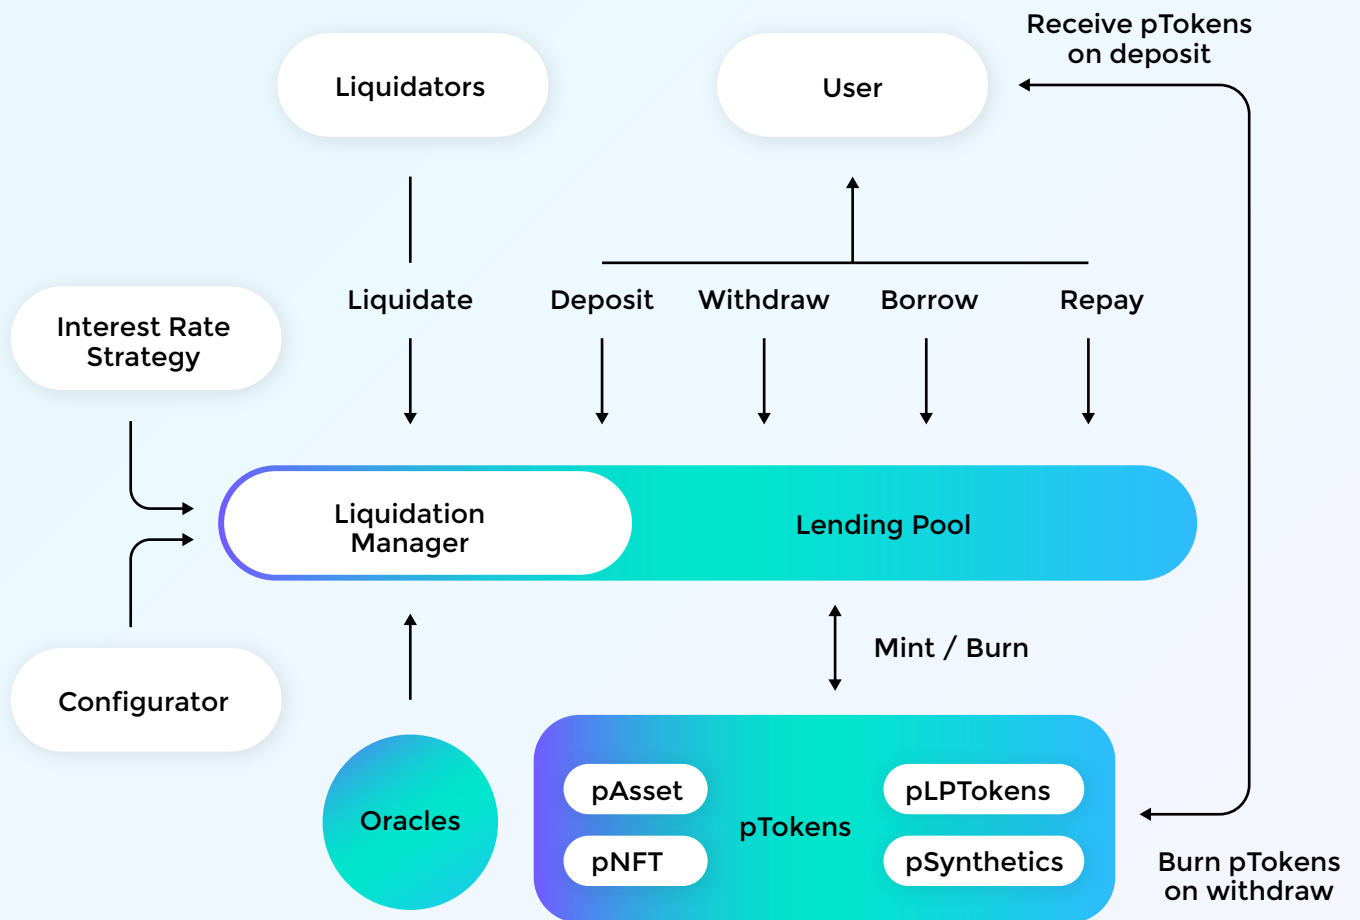 Receive pTokens
on deposit
Liquidators
User
Liquidate
Deposit
Withdraw
Borrow
Repay
Interest Rate
Strategy
Liquidation
Manager
Lending Pool
Mint / Burn
Configurator
Oracles
pAsset
pLPTokens
pTokens
pNFT
pSynthetics
Burn pTokens
on withdraw